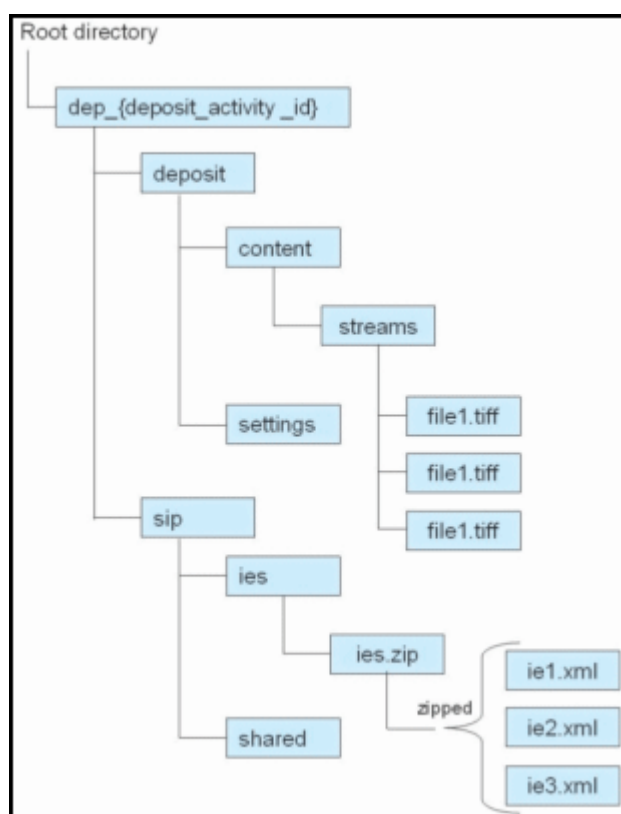 Root directory
dep_{deposit_activity _id}
deposit
content
streams
file1.tiff
settings
file1.tiff
file1.tiff
sip
ies
ies.zip
zipped
ie1.xml
ie2.xml
shared
ie3.xml